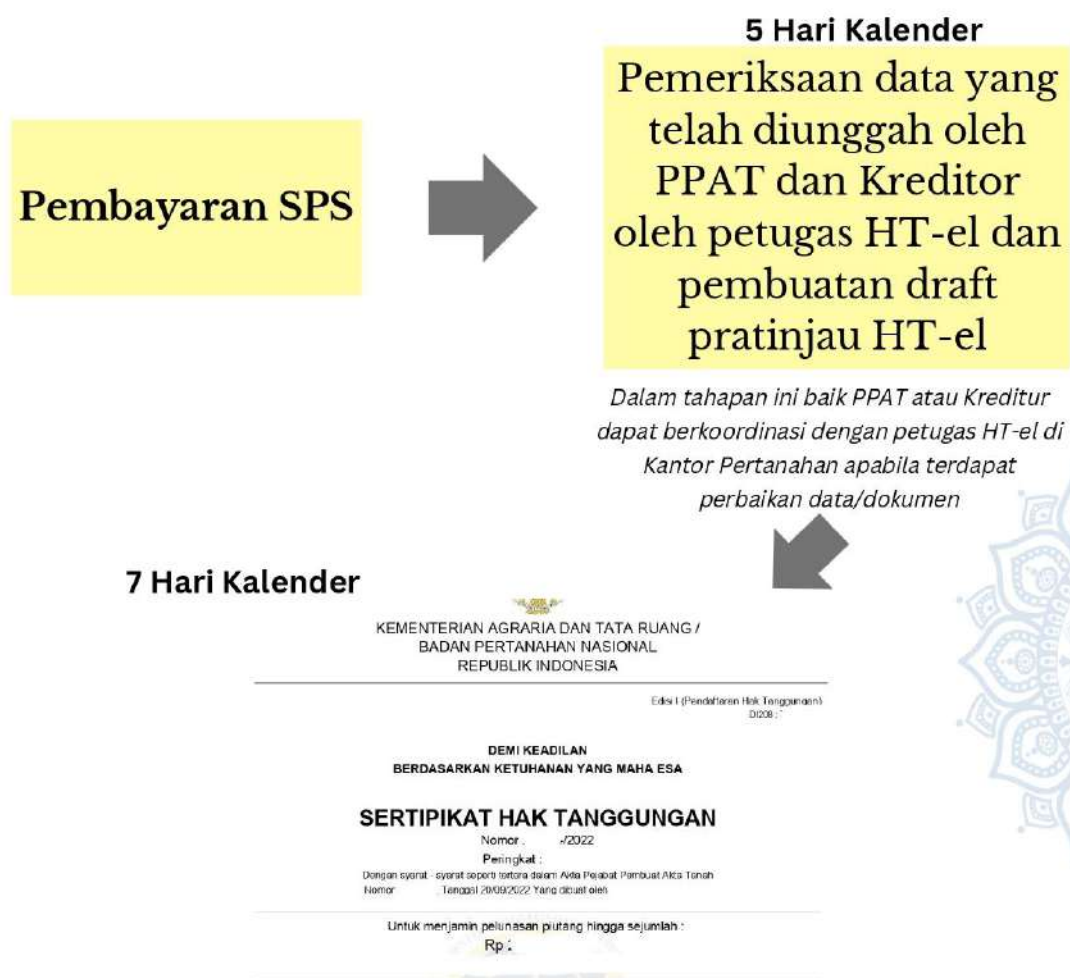 Pembayaran SPS
5 Hari Kalender
Pemeriksaan data yang
telah diunggah oleh
PPAT dan Kreditor
oleh petugas HT-el dan
pembuatan draft
pratinjau HT-el
Dalam tahapan ini baik PPAT atau Kreditur
dapat berkoordinasi dengan petugas HT-el di
Kantor Pertanahan apabila terdapat
perbaikan data/dokumen
7 Hari Kalender
KEMENTERIAN AGRARIA DAN TATA RUANG /
BADAN PERTANAHAN NASIONAL
REPUBLIK INDONESIA
Edisi I (Pendaftaran Hak Tanggungan)
DI208 :
DEMI KEADILAN
BERDASARKAN KETUHANAN YANG MAHA ESA
SERTIPIKAT HAK TANGGUNGAN
Nomor : /2022
Peringkat :
Dengan syarat - syarat seperti tertera dalam Akta Pejabat Pembuat Akta Tanah
Nomor Tanggal 20/09/2022 Yang dibuat oleh
Untuk menjamin pelunasan piutang hingga sejumlah :
Rp